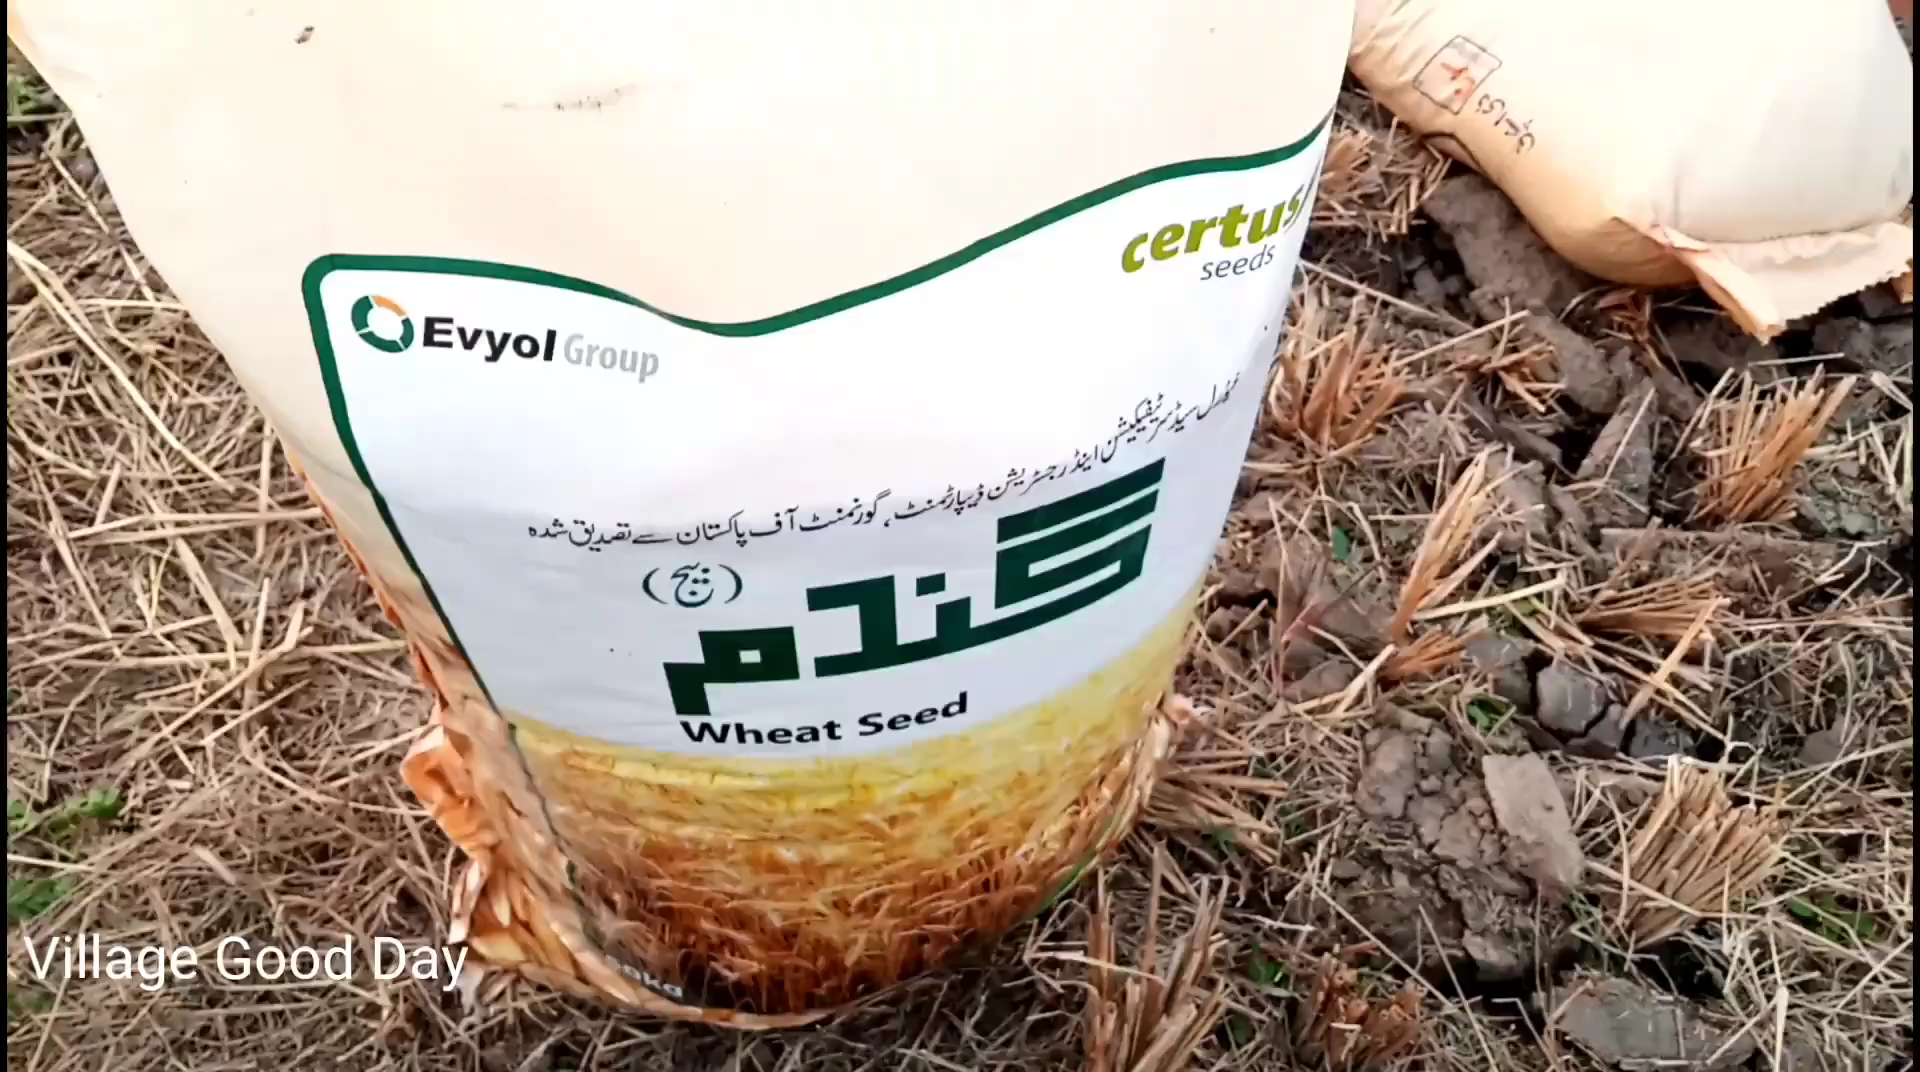 certus
seeds
Evyol Group
فیڈرل سیڈ سرٹیفیکیشن اینڈ رجسٹریشن ڈیپارٹمنٹ، گورنمنٹ آف پاکستان سے تصدیق شدہ
گندم
(بیج)
Wheat Seed
Village Good Day